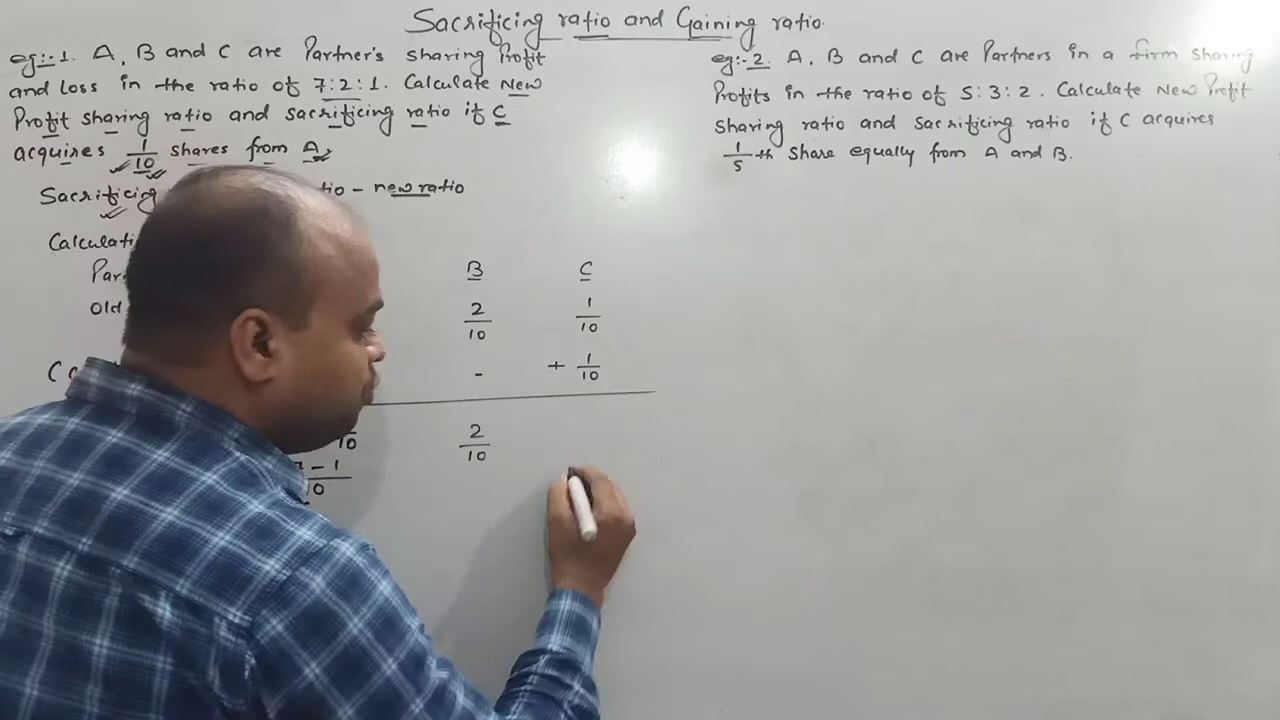 Sacrificing ratio and Gaining ratio.
eg:-1. A, B and C are Partner's sharing Profit
and Loss in the ratio of 7:2:1. Calculate New
Profit sharing ratio and sacrificing ratio if C
acquires 1/10 shares from A.
Sacrificing - new ratio
B C
Old 2/10 1/10
- + 1/10
10 2/10
- 1
10
eg:-2. A, B and C are Partners in a firm sharing
Profits in the ratio of 5:3:2. Calculate New Profit
sharing ratio and Sacrificing ratio if C acquires
1/5th share equally from A and B.